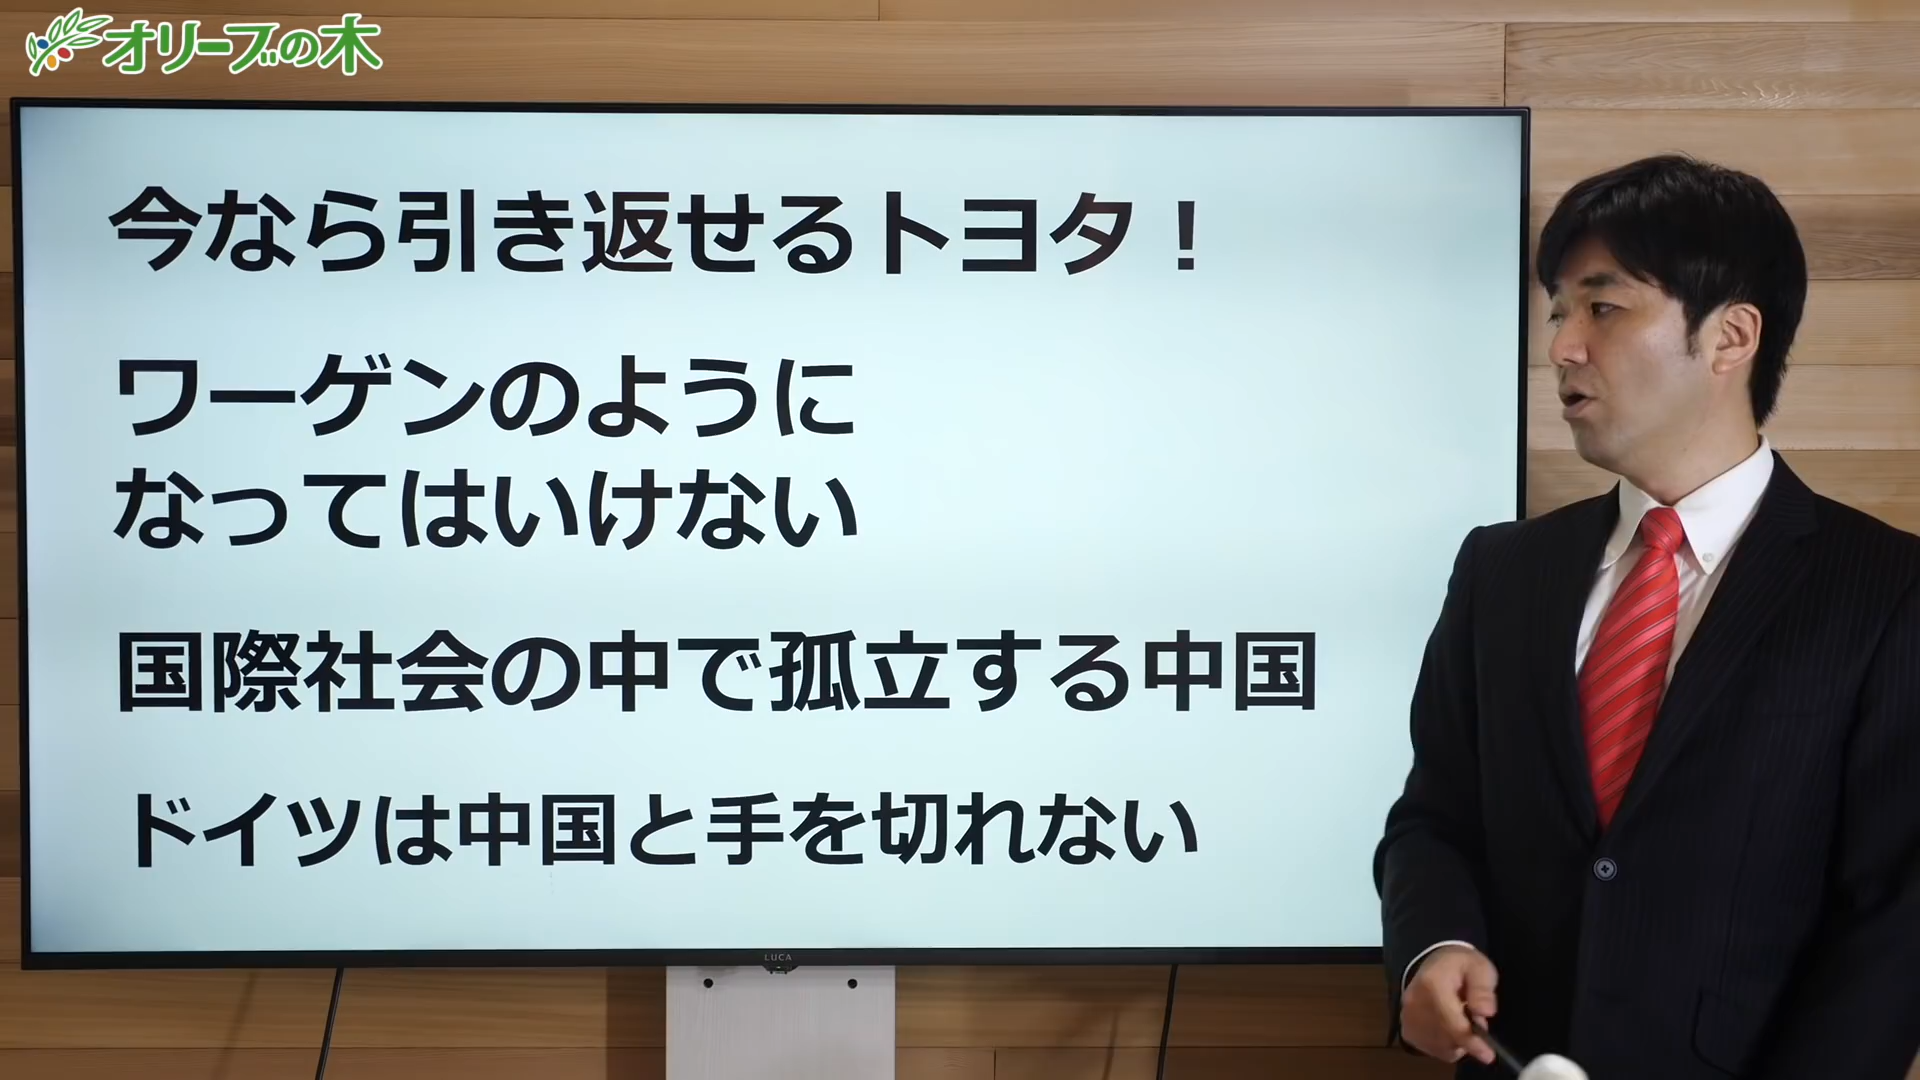 オリーブの木
今なら引き返せるトヨタ！
ワーゲンのように
なってはいけない
国際社会の中で孤立する中国
ドイツは中国と手を切れない
LUCA